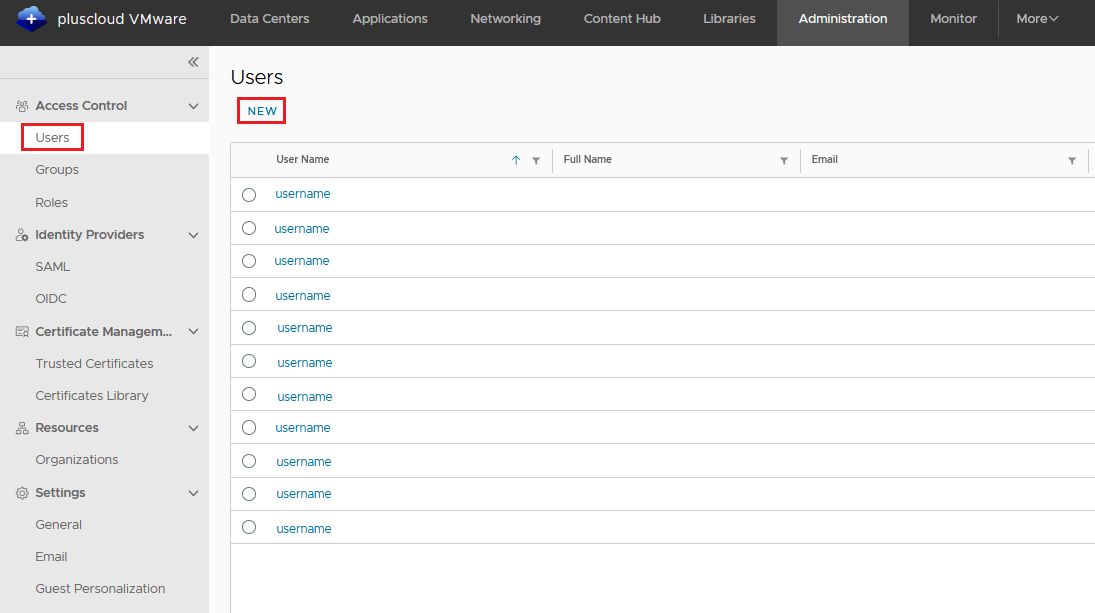 pluscloud VMware
Data Centers Applications Networking Content Hub Libraries Administration Monitor More
Access Control
Users
Groups
Roles
Identity Providers
SAML
OIDC
Certificate Managem...
Trusted Certificates
Certificates Library
Resources
Organizations
Settings
General
Email
Guest Personalization
Users
NEW
User Name Full Name Email
username
username
username
username
username
username
username
username
username
username
username